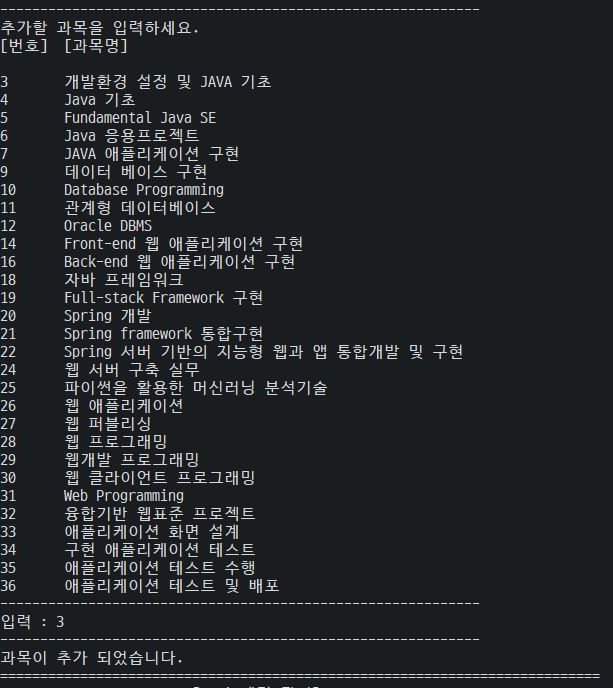 ------------------------------------------------------------
추가할 과목을 입력하세요.
[번호]  [과목명]
3       개발환경 설정 및 JAVA 기초
4       Java 기초
5       Fundamental Java SE
6       Java 응용프로젝트
7       JAVA 애플리케이션 구현
9       데이터 베이스 구현
10      Database Programming
11      관계형 데이터베이스
12      Oracle DBMS
14      Front-end 웹 애플리케이션 구현
16      Back-end 웹 애플리케이션 구현
18      자바 프레임워크
19      Full-stack Framework 구현
20      Spring 개발
21      Spring framework 통합구현
22      Spring 서버 기반의 지능형 웹과 앱 통합개발 및 구현
24      웹 서버 구축 실무
25      파이썬을 활용한 머신러닝 분석기술
26      웹 애플리케이션
27      웹 퍼블리싱
28      웹 프로그래밍
29      웹개발 프로그래밍
30      웹 클라이언트 프로그래밍
31      Web Programming
32      융합기반 웹표준 프로젝트
33      애플리케이션 화면 설계
34      구현 애플리케이션 테스트
35      애플리케이션 테스트 수행
36      애플리케이션 테스트 및 배포
------------------------------------------------------------
입력 : 3
------------------------------------------------------------
과목이 추가 되었습니다.
===========================================================================